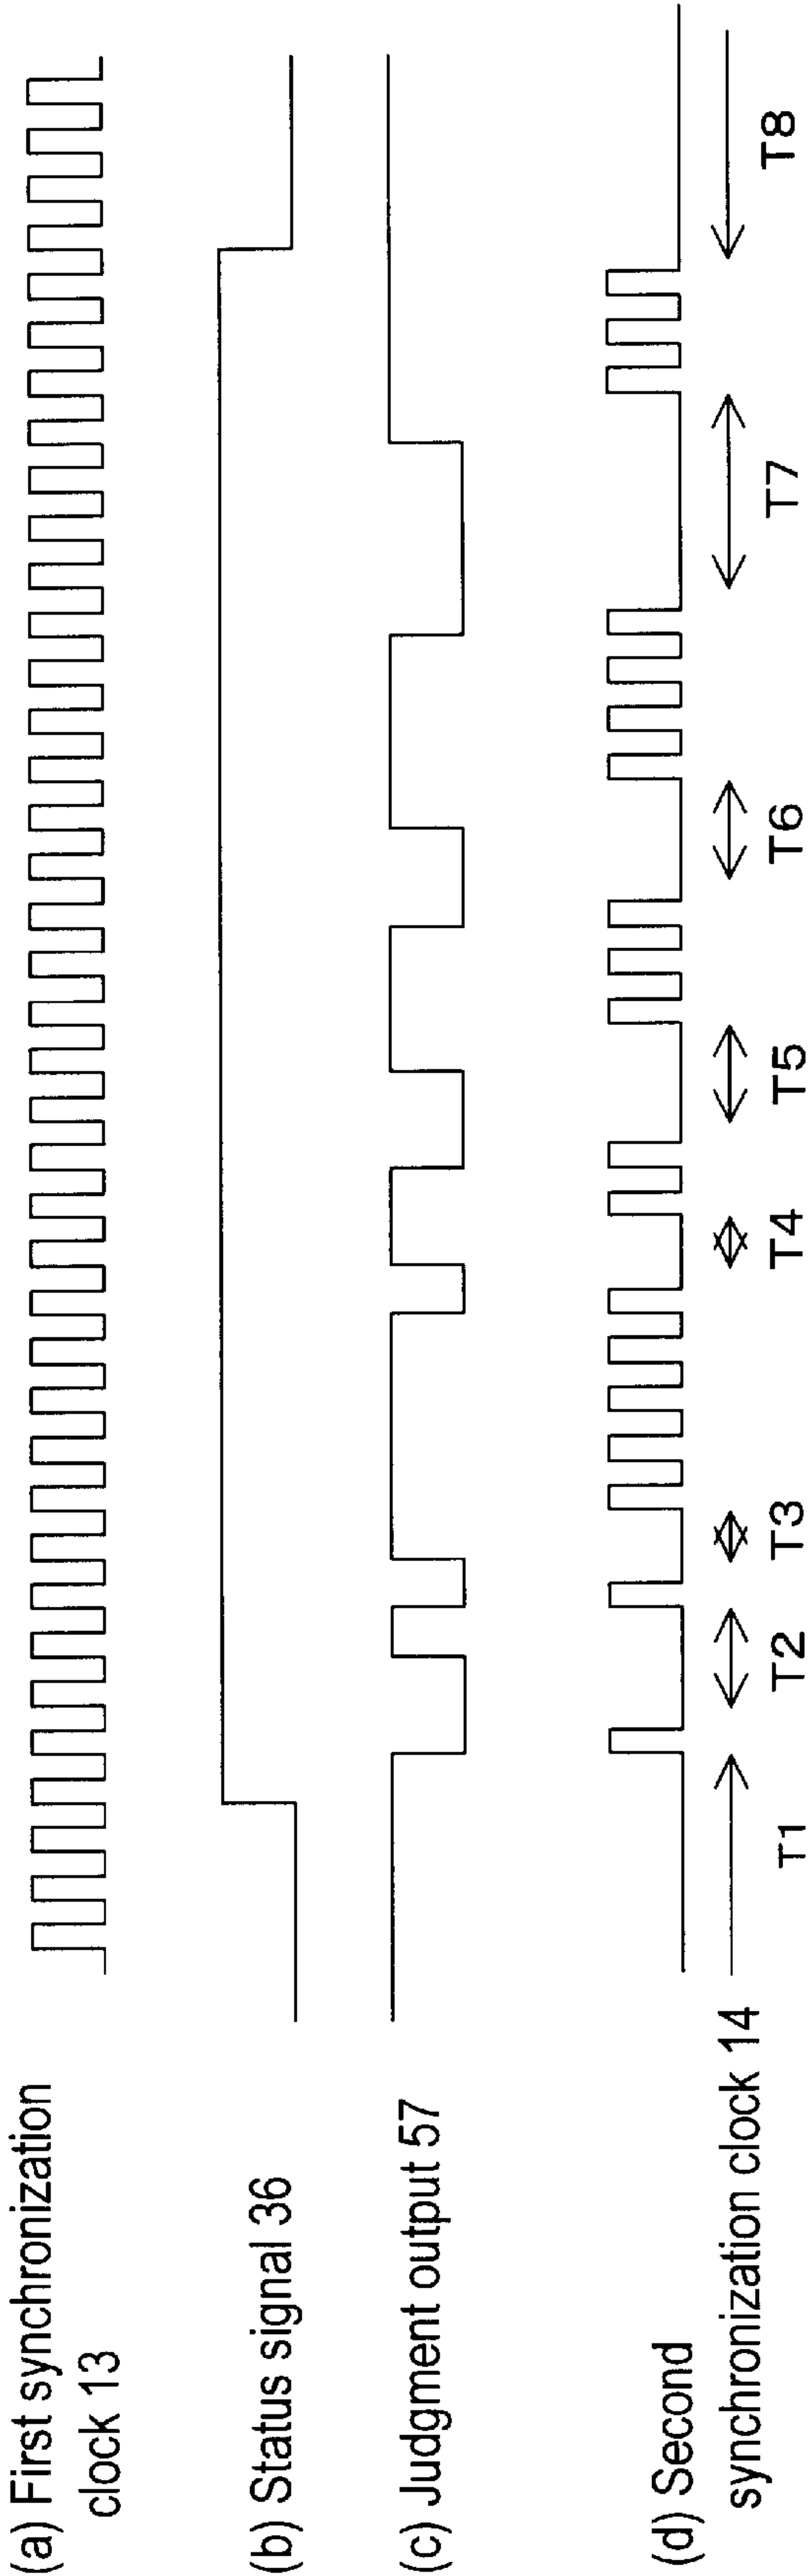 (a) First synchronization
clock 13
(b) Status signal 36
(c) Judgment output 57
(d) Second
synchronization clock 14
T1
T2
T3
T4
T5
T6
T7
T8